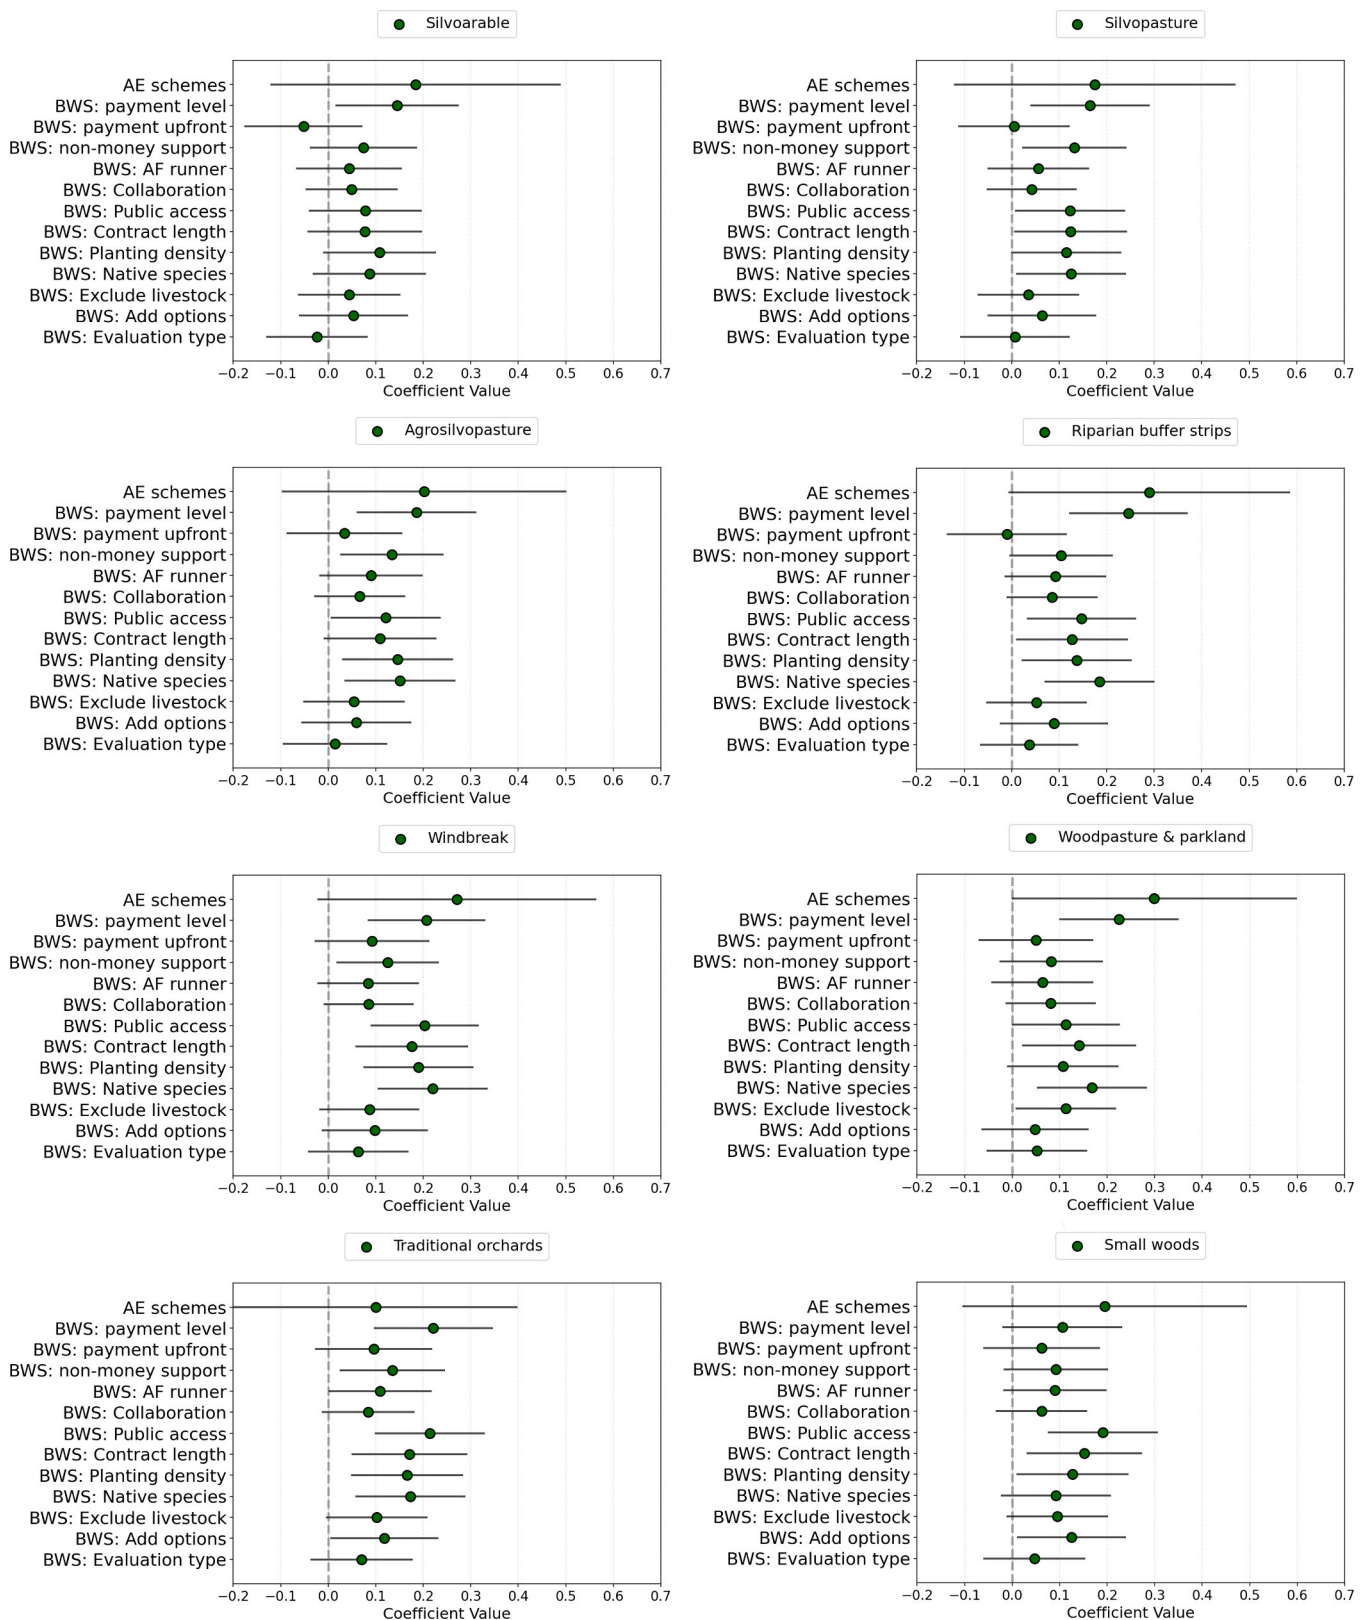 Silvoarable
AE schemes
BWS: payment level
BWS: payment upfront
BWS: non-money support
BWS: AF runner
BWS: Collaboration
BWS: Public access
BWS: Contract length
BWS: Planting density
BWS: Native species
BWS: Exclude livestock
BWS: Add options
BWS: Evaluation type
−0.2 −0.1 0.0 0.1 0.2 0.3 0.4 0.5 0.6 0.7
Coefficient Value
Silvopasture
AE schemes
BWS: payment level
BWS: payment upfront
BWS: non-money support
BWS: AF runner
BWS: Collaboration
BWS: Public access
BWS: Contract length
BWS: Planting density
BWS: Native species
BWS: Exclude livestock
BWS: Add options
BWS: Evaluation type
−0.2 −0.1 0.0 0.1 0.2 0.3 0.4 0.5 0.6 0.7
Coefficient Value
Agrosilvopasture
AE schemes
BWS: payment level
BWS: payment upfront
BWS: non-money support
BWS: AF runner
BWS: Collaboration
BWS: Public access
BWS: Contract length
BWS: Planting density
BWS: Native species
BWS: Exclude livestock
BWS: Add options
BWS: Evaluation type
−0.2 −0.1 0.0 0.1 0.2 0.3 0.4 0.5 0.6 0.7
Coefficient Value
Riparian buffer strips
AE schemes
BWS: payment level
BWS: payment upfront
BWS: non-money support
BWS: AF runner
BWS: Collaboration
BWS: Public access
BWS: Contract length
BWS: Planting density
BWS: Native species
BWS: Exclude livestock
BWS: Add options
BWS: Evaluation type
−0.2 −0.1 0.0 0.1 0.2 0.3 0.4 0.5 0.6 0.7
Coefficient Value
Windbreak
AE schemes
BWS: payment level
BWS: payment upfront
BWS: non-money support
BWS: AF runner
BWS: Collaboration
BWS: Public access
BWS: Contract length
BWS: Planting density
BWS: Native species
BWS: Exclude livestock
BWS: Add options
BWS: Evaluation type
−0.2 −0.1 0.0 0.1 0.2 0.3 0.4 0.5 0.6 0.7
Coefficient Value
Woodpasture & parkland
AE schemes
BWS: payment level
BWS: payment upfront
BWS: non-money support
BWS: AF runner
BWS: Collaboration
BWS: Public access
BWS: Contract length
BWS: Planting density
BWS: Native species
BWS: Exclude livestock
BWS: Add options
BWS: Evaluation type
−0.2 −0.1 0.0 0.1 0.2 0.3 0.4 0.5 0.6 0.7
Coefficient Value
Traditional orchards
AE schemes
BWS: payment level
BWS: payment upfront
BWS: non-money support
BWS: AF runner
BWS: Collaboration
BWS: Public access
BWS: Contract length
BWS: Planting density
BWS: Native species
BWS: Exclude livestock
BWS: Add options
BWS: Evaluation type
−0.2 −0.1 0.0 0.1 0.2 0.3 0.4 0.5 0.6 0.7
Coefficient Value
Small woods
AE schemes
BWS: payment level
BWS: payment upfront
BWS: non-money support
BWS: AF runner
BWS: Collaboration
BWS: Public access
BWS: Contract length
BWS: Planting density
BWS: Native species
BWS: Exclude livestock
BWS: Add options
BWS: Evaluation type
−0.2 −0.1 0.0 0.1 0.2 0.3 0.4 0.5 0.6 0.7
Coefficient Value